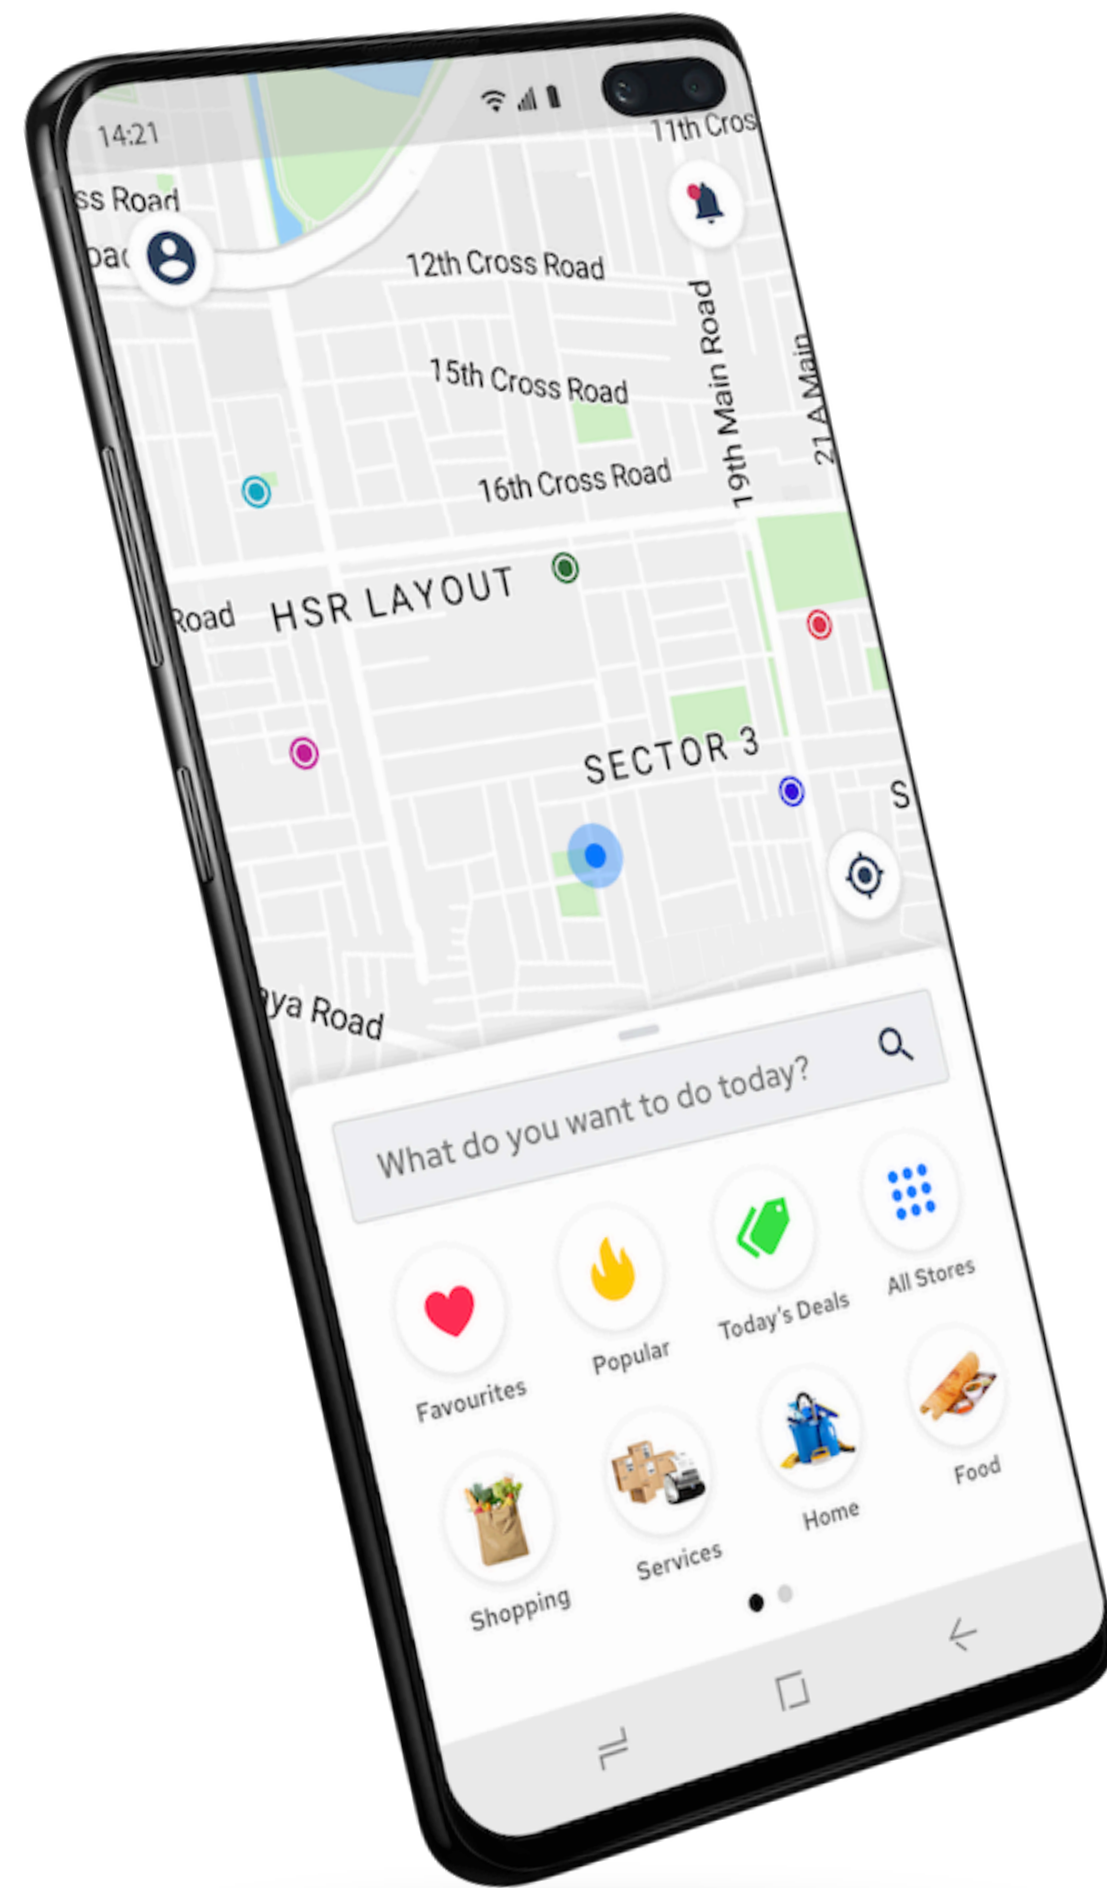 14:21
11th Cros
ss Road
oad
12th Cross Road
15th Cross Road
19th Main Road
21 A Main
16th Cross Road
HSR LAYOUT
Road
SECTOR 3
S
aya Road
What do you want to do today?
Favourites
Popular
Today's Deals
All Stores
Shopping
Services
Home
Food